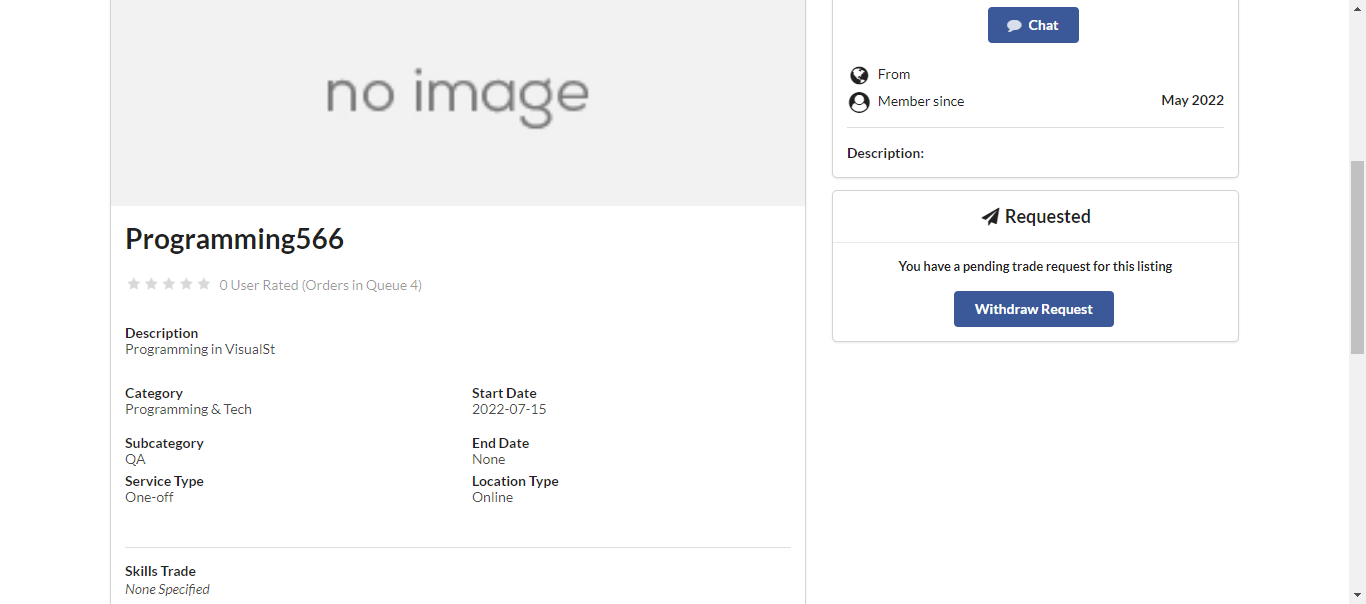 no image
Programming566
0 User Rated (Orders in Queue 4)
Description
Programming in VisualSt
Category
Programming & Tech
Start Date
2022-07-15
Subcategory
QA
End Date
None
Service Type
One-off
Location Type
Online
Skills Trade
None Specified
Chat
From
Member since May 2022
Description:
Requested
You have a pending trade request for this listing
Withdraw Request